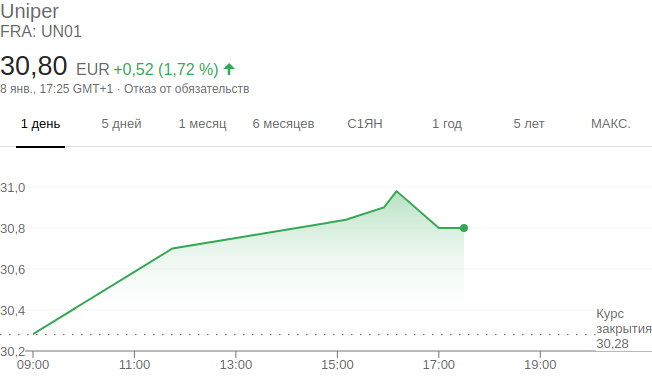 Uniper
FRA: UN01
30,80 EUR +0,52 (1,72 %)
8 янв., 17:25 GMT+1 · Отказ от обязательств
1 день 5 дней 1 месяц 6 месяцев С1ЯН 1 год 5 лет МАКС.
31,0
30,8
30,6
30,4
Курс
закрытия
30,28
30,2
09:00 11:00 13:00 15:00 17:00 19:00